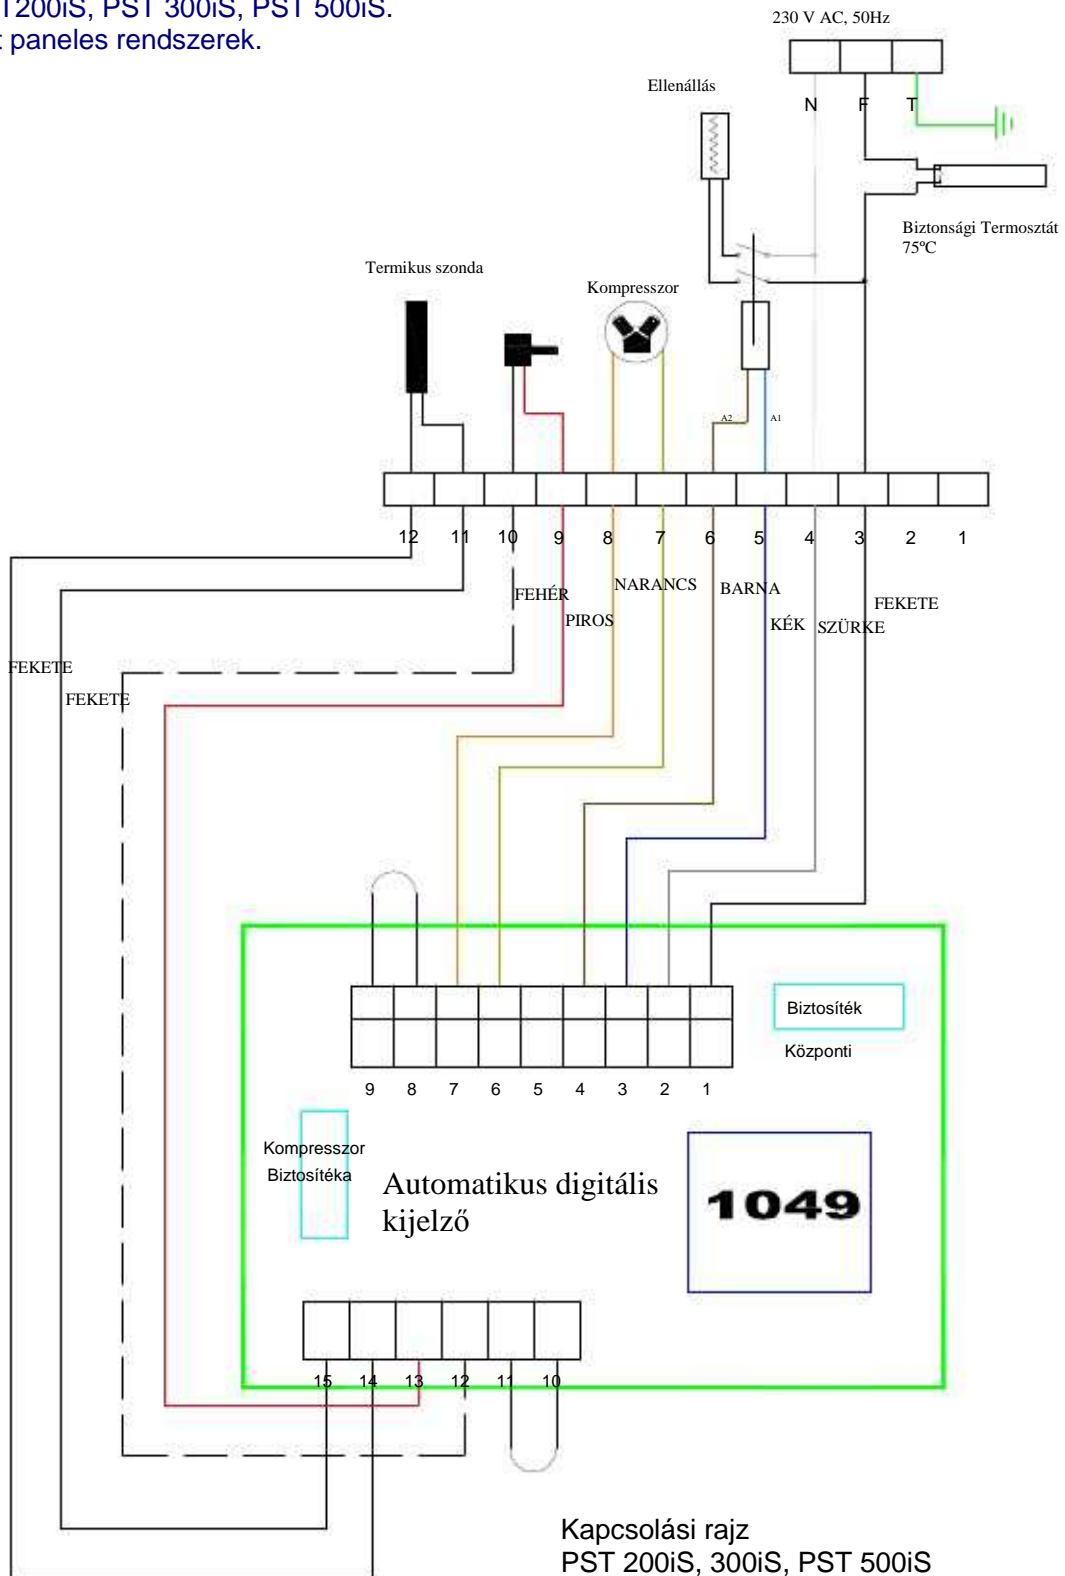 T200iS, PST 300iS, PST 500iS.
t paneles rendszerek.
230 V AC, 50Hz
Ellenállás
N F T
Biztonsági Termosztát
75ºC
Termikus szonda
Kompresszor
A2 A1
12 11 10 9 8 7 6 5 4 3 2 1
FEHÉR
NARANCS
BARNA
FEKETE
PIROS
KÉK
SZÜRKE
FEKETE
FEKETE
Biztosíték
Központi
9 8 7 6 5 4 3 2 1
Kompresszor
Biztosítéka
Automatikus digitális
kijelző
1049
15 14 13 12 11 10
Kapcsolási rajz
PST 200iS, 300iS, PST 500iS